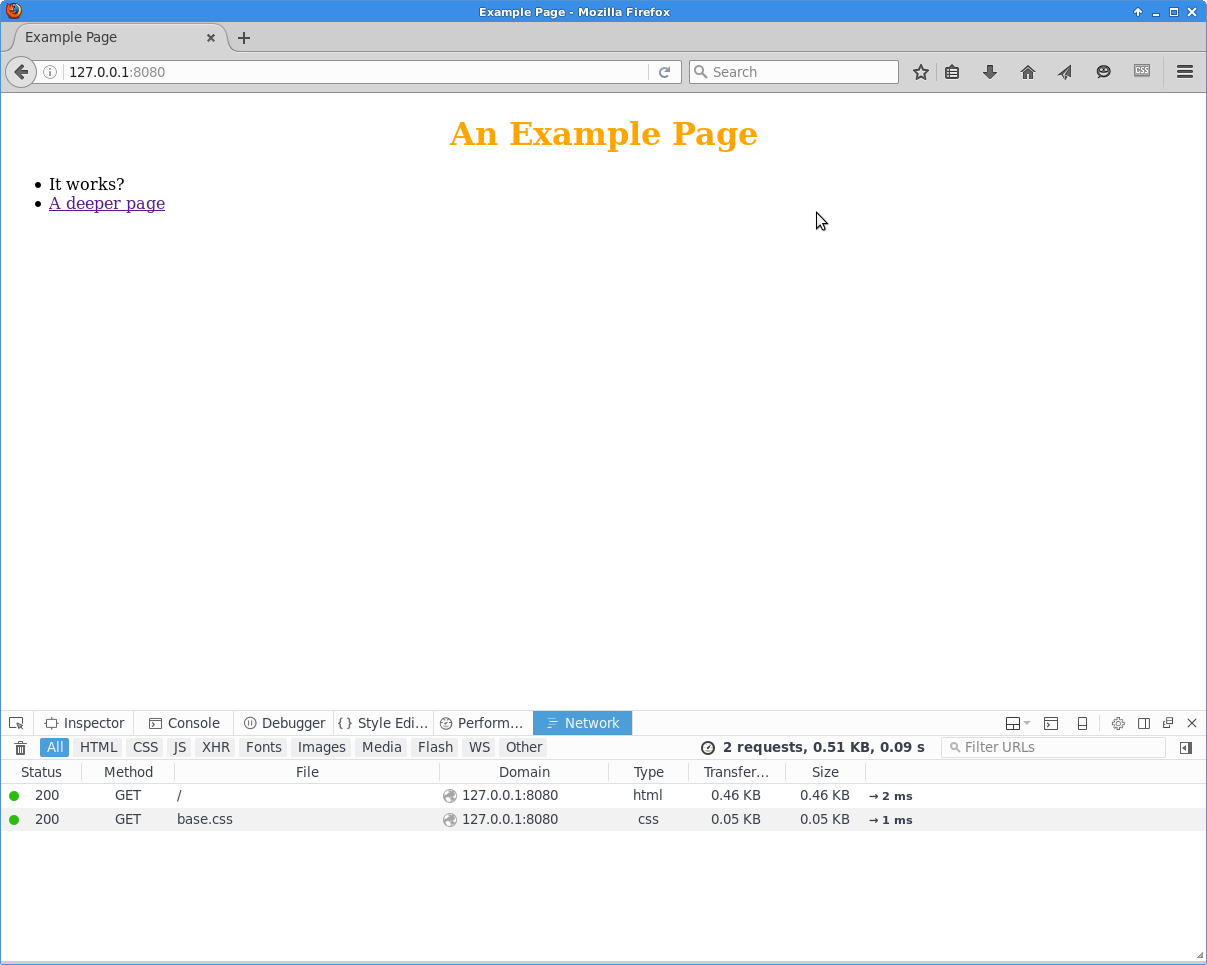 Example Page - Mozilla Firefox
Example Page
127.0.0.1:8080
Search
CSS
An Example Page
It works?
A deeper page
Inspector Console Debugger { } Style Edi... Perform... Network
All HTML CSS JS XHR Fonts Images Media Flash WS Other 2 requests, 0.51 KB, 0.09 s Filter URLs
Status Method File Domain Type Transfer... Size
200 GET / 127.0.0.1:8080 html 0.46 KB 0.46 KB → 2 ms
200 GET base.css 127.0.0.1:8080 css 0.05 KB 0.05 KB → 1 ms